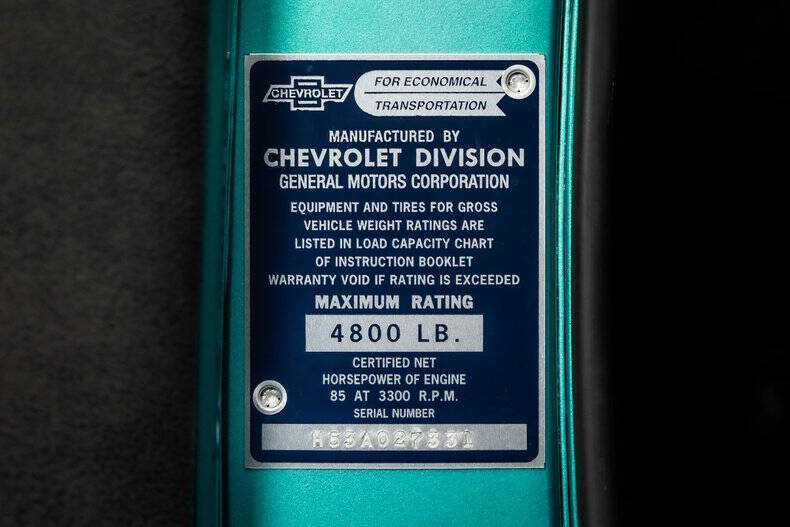 CHEVROLET
FOR ECONOMICAL
TRANSPORTATION
MANUFACTURED BY
CHEVROLET DIVISION
GENERAL MOTORS CORPORATION
EQUIPMENT AND TIRES FOR GROSS
VEHICLE WEIGHT RATINGS ARE
LISTED IN LOAD CAPACITY CHART
OF INSTRUCTION BOOKLET
WARRANTY VOID IF RATING IS EXCEEDED
MAXIMUM RATING
4800 LB.
CERTIFIED NET
HORSEPOWER OF ENGINE
85 AT 3300 R.P.M.
SERIAL NUMBER
H53A027331